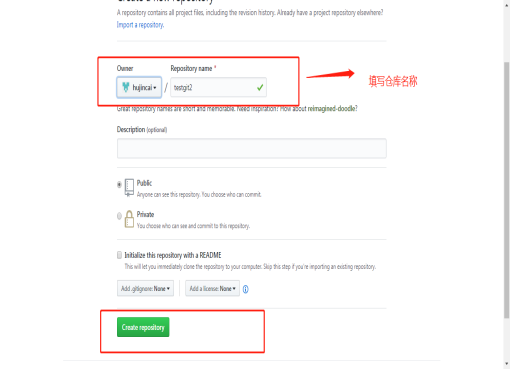 Create a new repository
A repository contains all project files, including the revision history. Already have a project repository elsewhere?
Import a repository.
Owner Repository name *
hujincai / testgit2
填写仓库名称
Great repository names are short and memorable. Need inspiration? How about reimagined-doodle?
Description (optional)
Public
Anyone can see this repository. You choose who can commit.
Private
You choose who can see and commit to this repository.
Initialize this repository with a README
This will let you immediately clone the repository to your computer. Skip this step if you're importing an existing repository.
Add .gitignore: None Add a license: None
Create repository